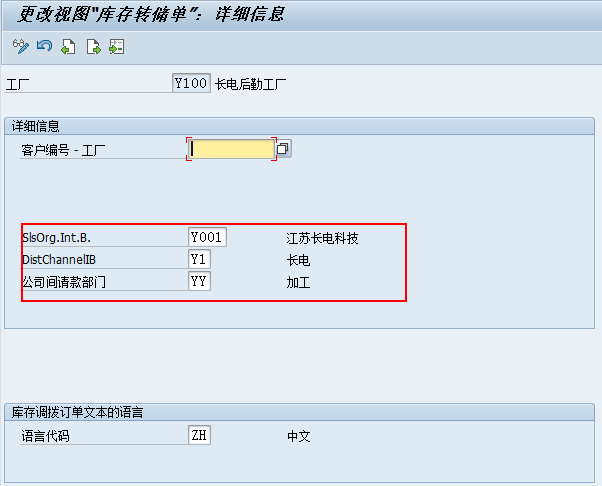 更改视图"库存转储单"：详细信息
工厂 Y100 长电后勤工厂
详细信息
客户编号 - 工厂
SlsOrg.Int.B. Y001 江苏长电科技
DistChannelIB Y1 长电
公司间请款部门 YY 加工
库存调拨订单文本的语言
语言代码 ZH 中文